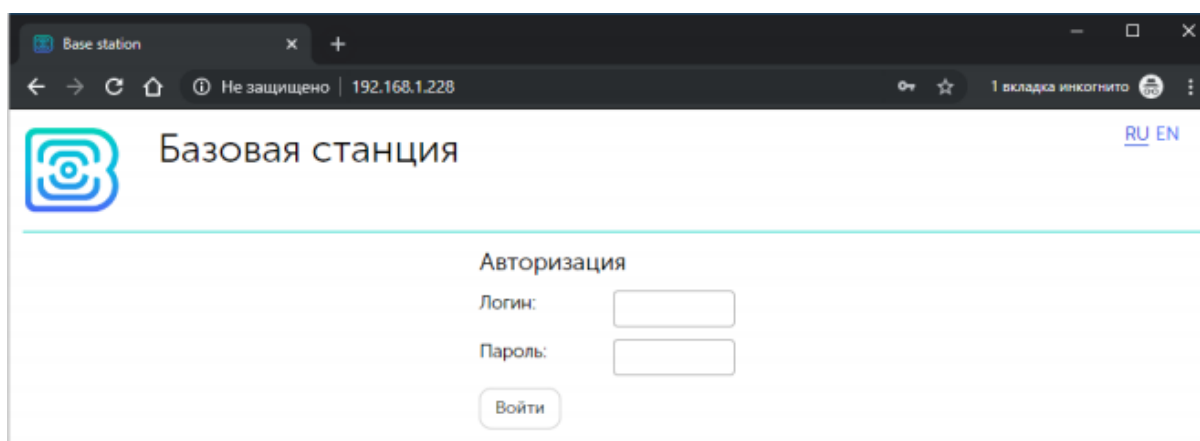 Base station
Не защищено | 192.168.1.228
1 вкладка инкогнито
Базовая станция
RU EN
Авторизация
Логин:
Пароль:
Войти